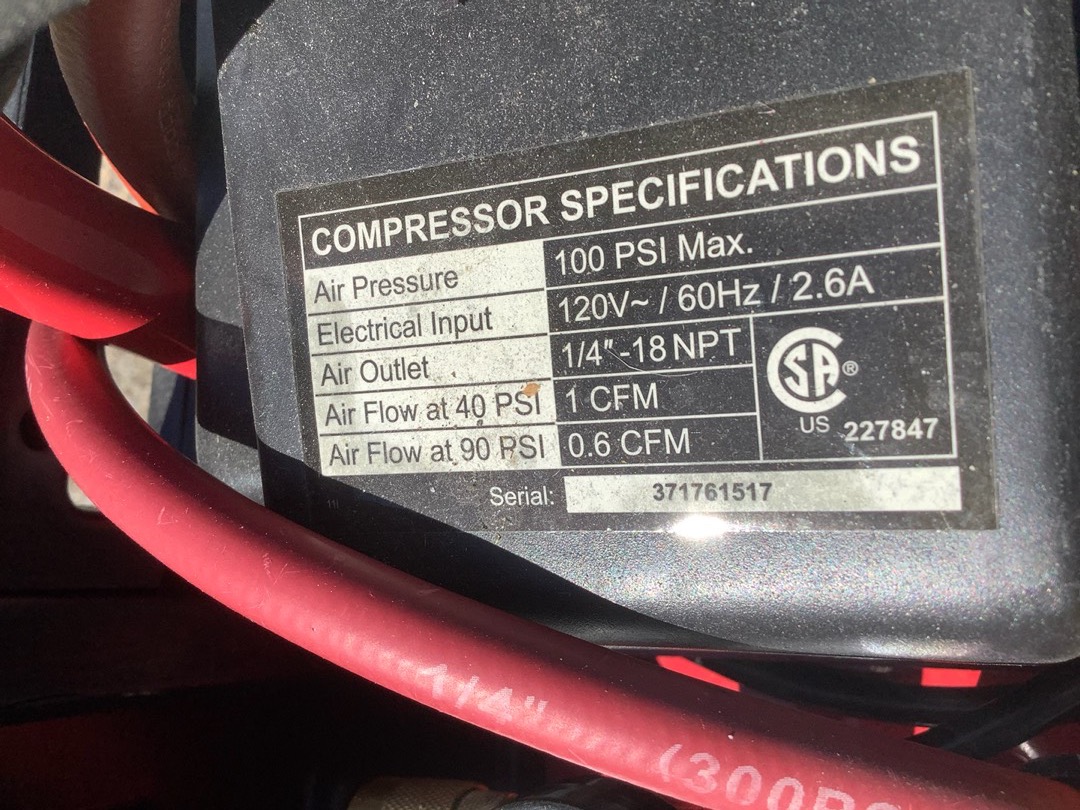 COMPRESSOR SPECIFICATIONS
Air Pressure 100 PSI Max.
Electrical Input 120V~ / 60Hz / 2.6A
Air Outlet 1/4"-18 NPT
Air Flow at 40 PSI 1 CFM
Air Flow at 90 PSI 0.6 CFM
SA ®
US 227847
Serial: 371761517
1/4"
(300